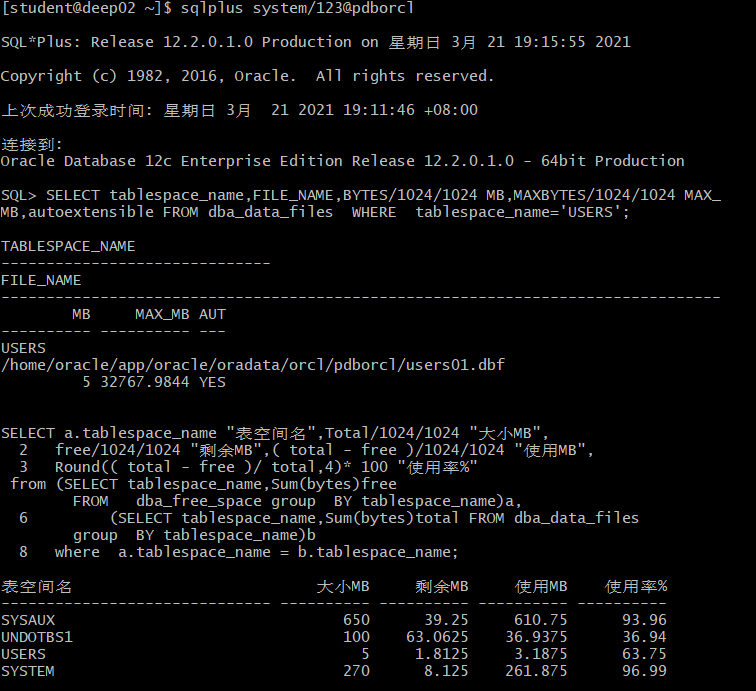 [student@deep02 ~]$ sqlplus system/123@pdborcl
SQL*Plus: Release 12.2.0.1.0 Production on 星期日 3月 21 19:15:55 2021
Copyright (c) 1982, 2016, Oracle.  All rights reserved.
上次成功登录时间: 星期日 3月  21 2021 19:11:46 +08:00
连接到:
Oracle Database 12c Enterprise Edition Release 12.2.0.1.0 - 64bit Production
SQL> SELECT tablespace_name,FILE_NAME,BYTES/1024/1024 MB,MAXBYTES/1024/1024 MAX_
MB,autoextensible FROM dba_data_files  WHERE  tablespace_name='USERS';
TABLESPACE_NAME
------------------------------
FILE_NAME
--------------------------------------------------------------------------------
        MB     MAX_MB AUT
---------- ---------- ---
USERS
/home/oracle/app/oracle/oradata/orcl/pdborcl/users01.dbf
         5 32767.9844 YES
SELECT a.tablespace_name "表空间名",Total/1024/1024 "大小MB",
  2   free/1024/1024 "剩余MB",( total - free )/1024/1024 "使用MB",
  3   Round(( total - free )/ total,4)* 100 "使用率%"
 from (SELECT tablespace_name,Sum(bytes)free
        FROM   dba_free_space group  BY tablespace_name)a,
  6         (SELECT tablespace_name,Sum(bytes)total FROM dba_data_files
        group  BY tablespace_name)b
  8   where  a.tablespace_name = b.tablespace_name;
表空间名                           大小MB     剩余MB     使用MB    使用率%
------------------------------ ---------- ---------- ---------- ----------
SYSAUX                                650      39.25     610.75      93.96
UNDOTBS1                              100    63.0625    36.9375      36.94
USERS                                   5     1.8125     3.1875      63.75
SYSTEM                                270      8.125    261.875      96.99